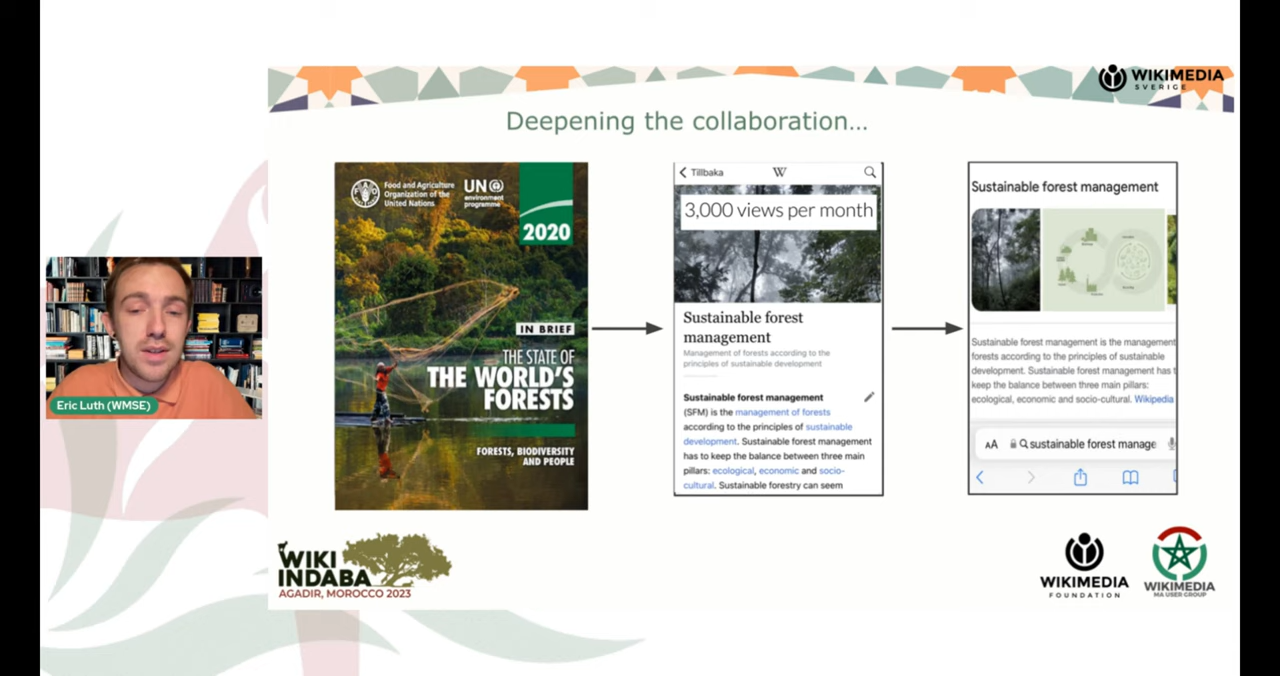 WIKIMEDIA
SVERIGE
Deepening the collaboration...
Food and Agriculture
Organization of the
United Nations
UN
environment
programme
2020
IN BRIEF
THE STATE OF
THE WORLD'S
FORESTS
FORESTS, BIODIVERSITY
AND PEOPLE
Tillbaka
W
3,000 views per month
Sustainable forest
management
Management of forests according to the
principles of sustainable development
Sustainable forest management
(SFM) is the management of forests
according to the principles of sustainable
development. Sustainable forest management
has to keep the balance between three main
pillars: ecological, economic and socio-
cultural. Sustainable forestry can seem
Sustainable forest management
Sustainable forest management is the management
forests according to the principles of sustainable
development. Sustainable forest management has t
keep the balance between three main pillars:
ecological, economic and socio-cultural. Wikipedia
AA sustainable forest manage
Eric Luth (WMSE)
WIKI
INDABA
AGADIR, MOROCCO 2023
WIKIMEDIA
FOUNDATION
WIKIMEDIA
MA USER GROUP